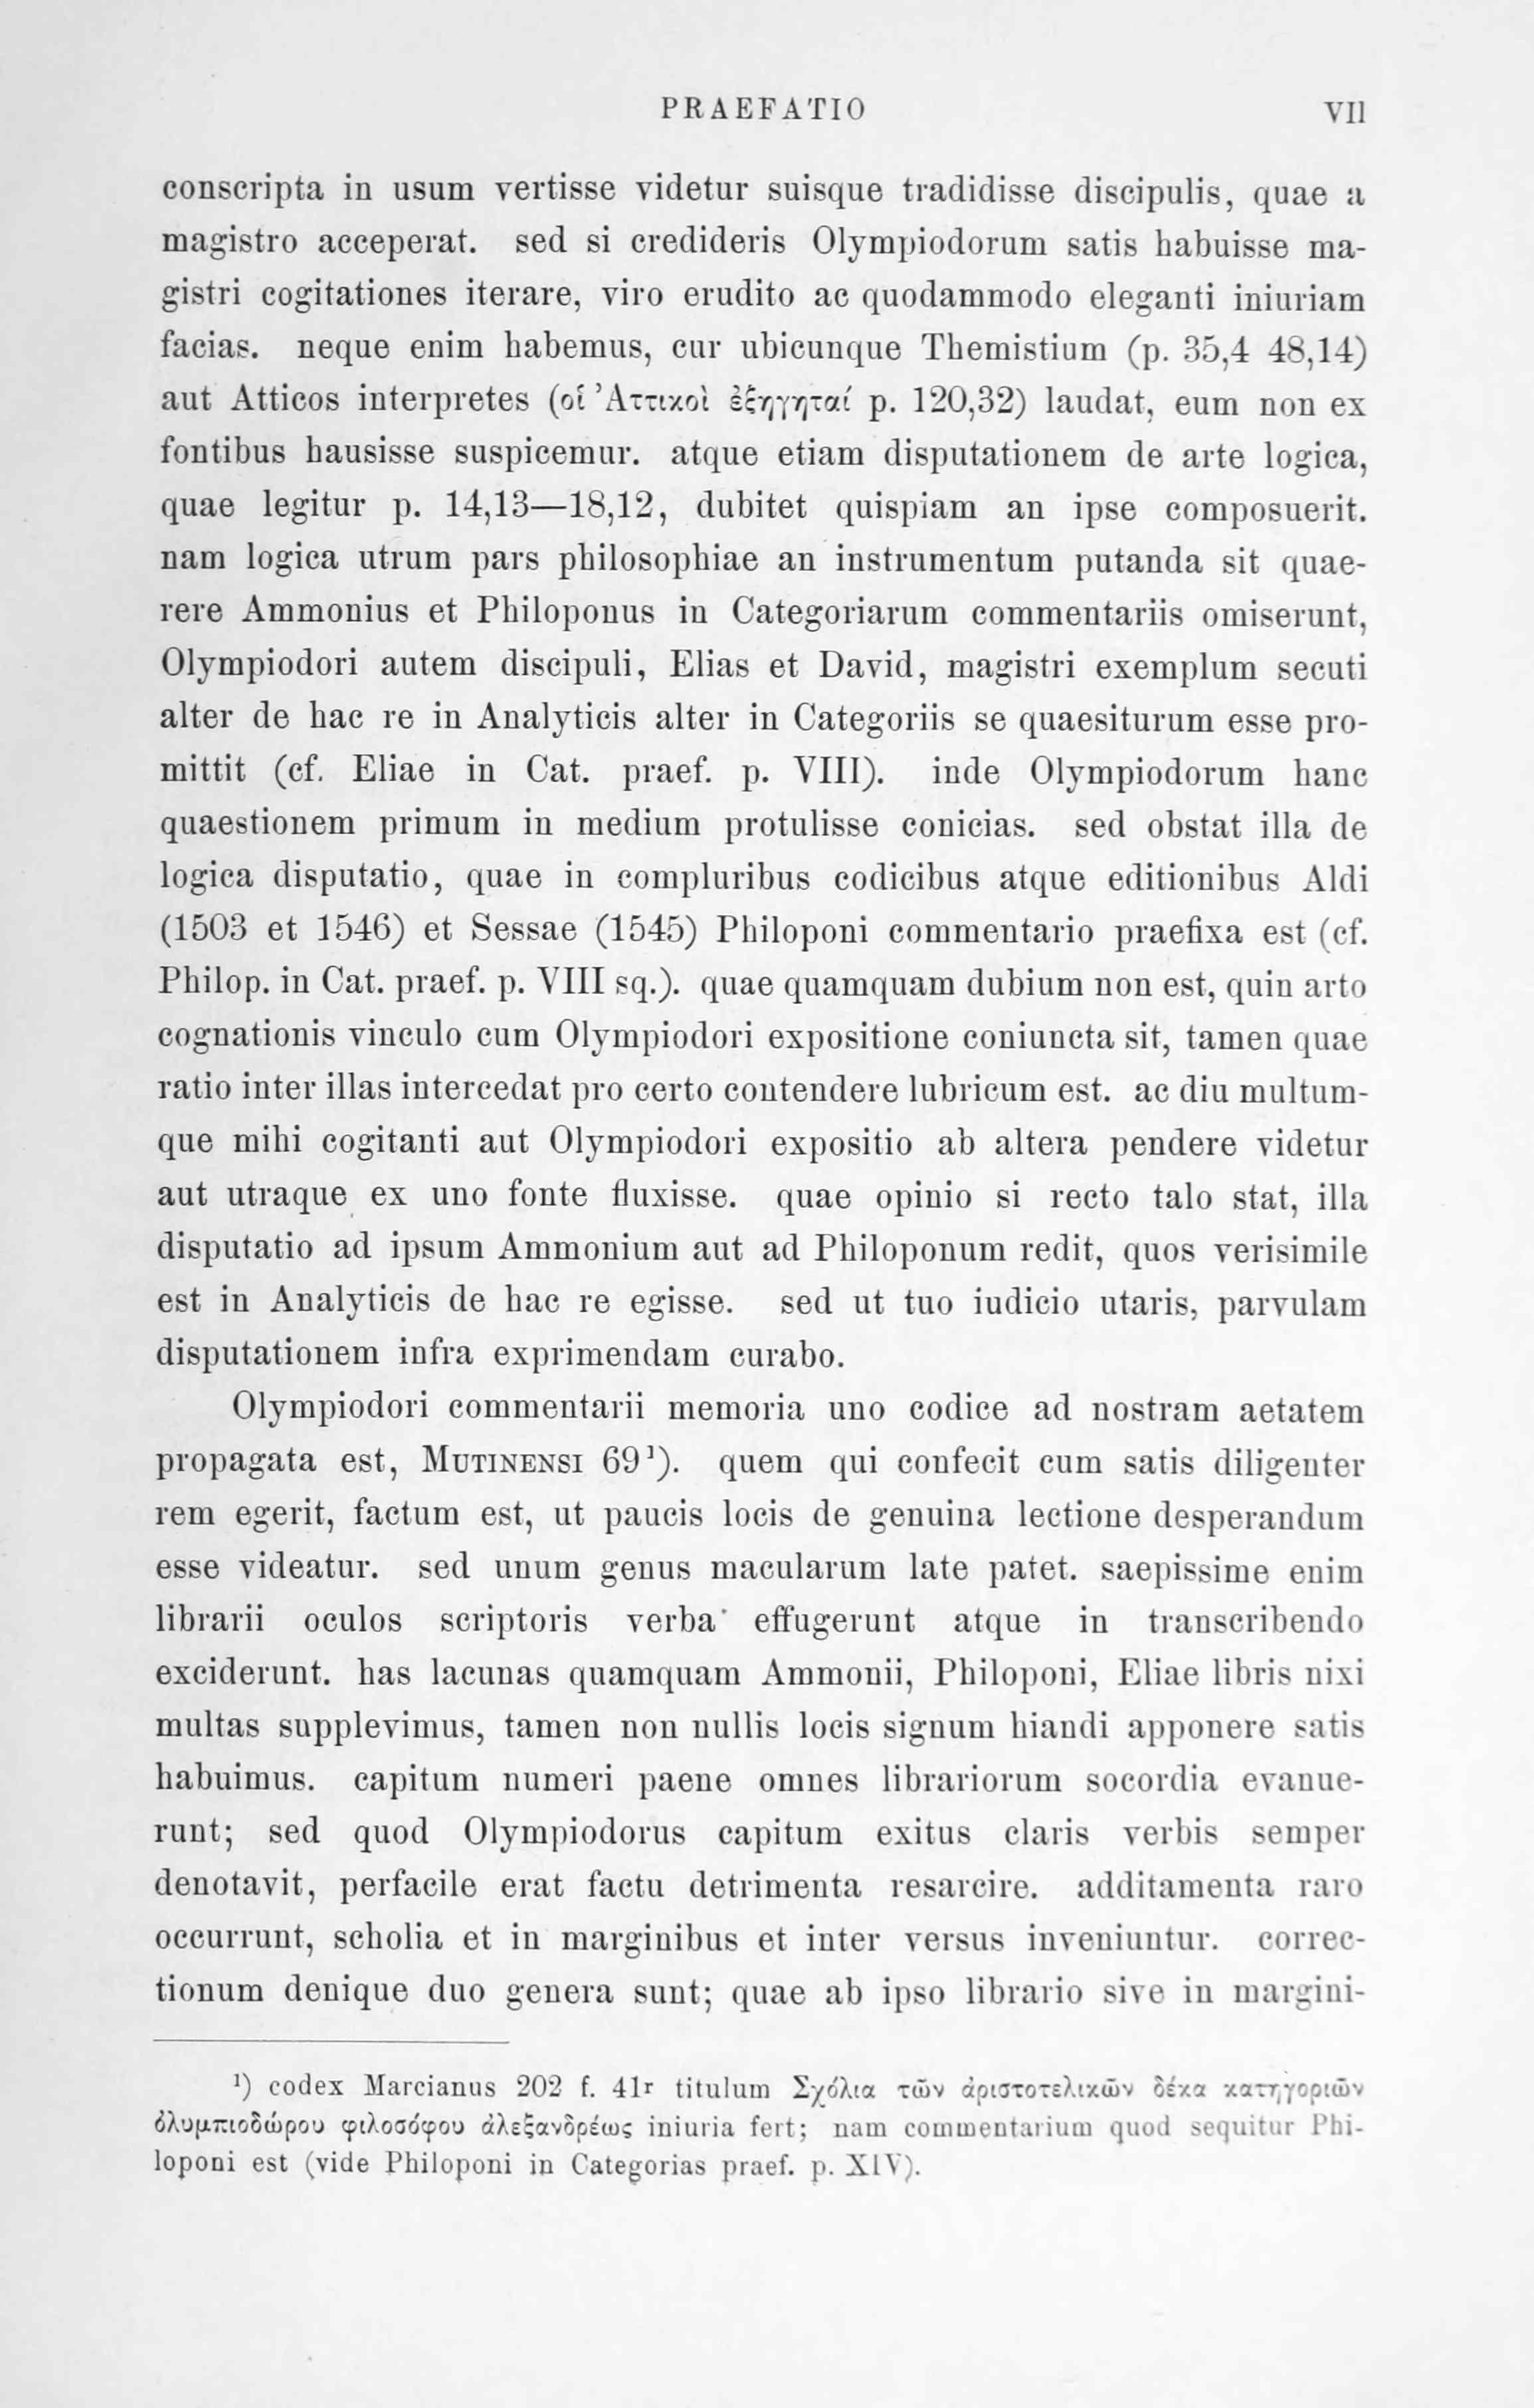 PRAEFATIO VII
conscripta in usum vertisse videtur suisque tradidisse discipulis, quae a
magistro acceperat. sed si credideris Olympiodorum satis habuisse ma-
gistri cogitationes iterare, viro erudito ac quodammodo eleganti iniuriam
facias. neque enim habemus, cur ubicunque Themistium (p. 35,4 48,14)
aut Atticos interpretes (οἱ Ἀττικοὶ ἐξηγηταί p. 120,32) laudat, eum non ex
fontibus hausisse suspicemur. atque etiam disputationem de arte logica,
quae legitur p. 14,13—18,12, dubitet quispiam an ipse composuerit.
nam logica utrum pars philosophiae an instrumentum putanda sit quae-
rere Ammonius et Philoponus in Categoriarum commentariis omiserunt,
Olympiodori autem discipuli, Elias et David, magistri exemplum secuti
alter de hac re in Analyticis alter in Categoriis se quaesiturum esse pro-
mittit (cf. Eliae in Cat. praef. p. VIII). inde Olympiodorum hanc
quaestionem primum in medium protulisse conicias. sed obstat illa de
logica disputatio, quae in compluribus codicibus atque editionibus Aldi
(1503 et 1546) et Sessae (1545) Philoponi commentario praefixa est (cf.
Philop. in Cat. praef. p. VIII sq.). quae quamquam dubium non est, quin arto
cognationis vinculo cum Olympiodori expositione coniuncta sit, tamen quae
ratio inter illas intercedat pro certo contendere lubricum est. ac diu multum-
que mihi cogitanti aut Olympiodori expositio ab altera pendere videtur
aut utraque ex uno fonte fluxisse. quae opinio si recto talo stat, illa
disputatio ad ipsum Ammonium aut ad Philoponum redit, quos verisimile
est in Analyticis de hac re egisse. sed ut tuo iudicio utaris, parvulam
disputationem infra exprimendam curabo.
Olympiodori commentarii memoria uno codice ad nostram aetatem
propagata est, MUTINENSI 69¹). quem qui confecit cum satis diligenter
rem egerit, factum est, ut paucis locis de genuina lectione desperandum
esse videatur. sed unum genus macularum late patet. saepissime enim
librarii oculos scriptoris verba effugerunt atque in transcribendo
exciderunt. has lacunas quamquam Ammonii, Philoponi, Eliae libris nixi
multas supplevimus, tamen non nullis locis signum hiandi apponere satis
habuimus. capitum numeri paene omnes librariorum socordia evanue-
runt; sed quod Olympiodorus capitum exitus claris verbis semper
denotavit, perfacile erat factu detrimenta resarcire. additamenta raro
occurrunt, scholia et in marginibus et inter versus inveniuntur. correc-
tionum denique duo genera sunt; quae ab ipso librario sive in margini-
¹) codex Marcianus 202 f. 41r titulum Σχόλια τῶν ἀριστοτελικῶν δέκα κατηγοριῶν
ὀλυμπιοδώρου φιλοσόφου ἀλεξανδρέως iniuria fert; nam commentarium quod sequitur Phi-
loponi est (vide Philoponi in Categorias praef. p. XIV).